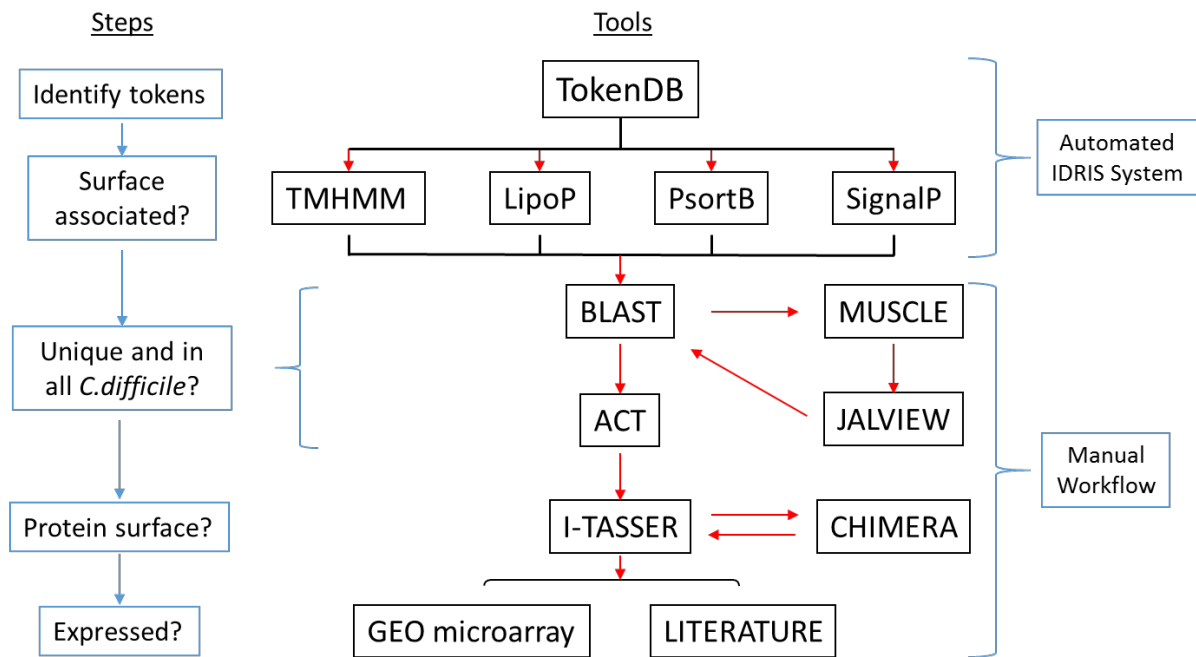 Steps
Tools
Identify tokens
TokenDB
Automated
IDRIS System
Surface
associated?
TMHMM
LipoP
PsortB
SignalP
BLAST
MUSCLE
Unique and in
all C.difficile?
ACT
JALVIEW
Manual
Workflow
Protein surface?
I-TASSER
CHIMERA
Expressed?
GEO microarray
LITERATURE